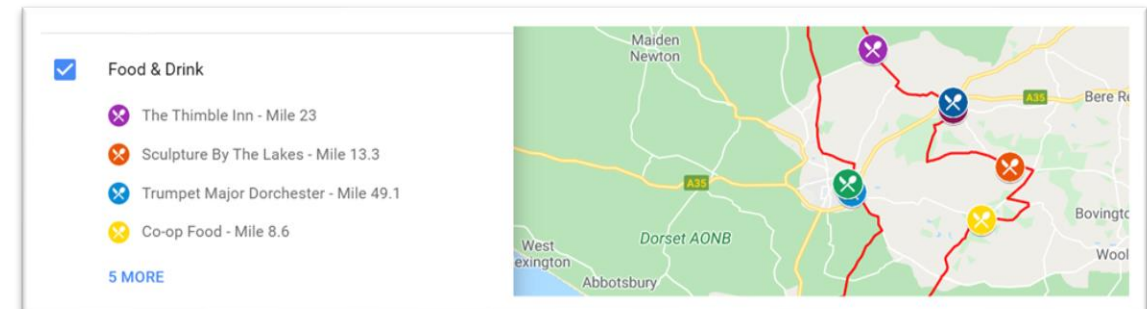 Food & Drink
The Thimble Inn - Mile 23
Sculpture By The Lakes - Mile 13.3
Trumpet Major Dorchester - Mile 49.1
Co-op Food - Mile 8.6
5 MORE
Maiden
Newton
A35
Bere Re
A35
Bovingto
Dorset AONB
West
exington
Wool
Abbotsbury